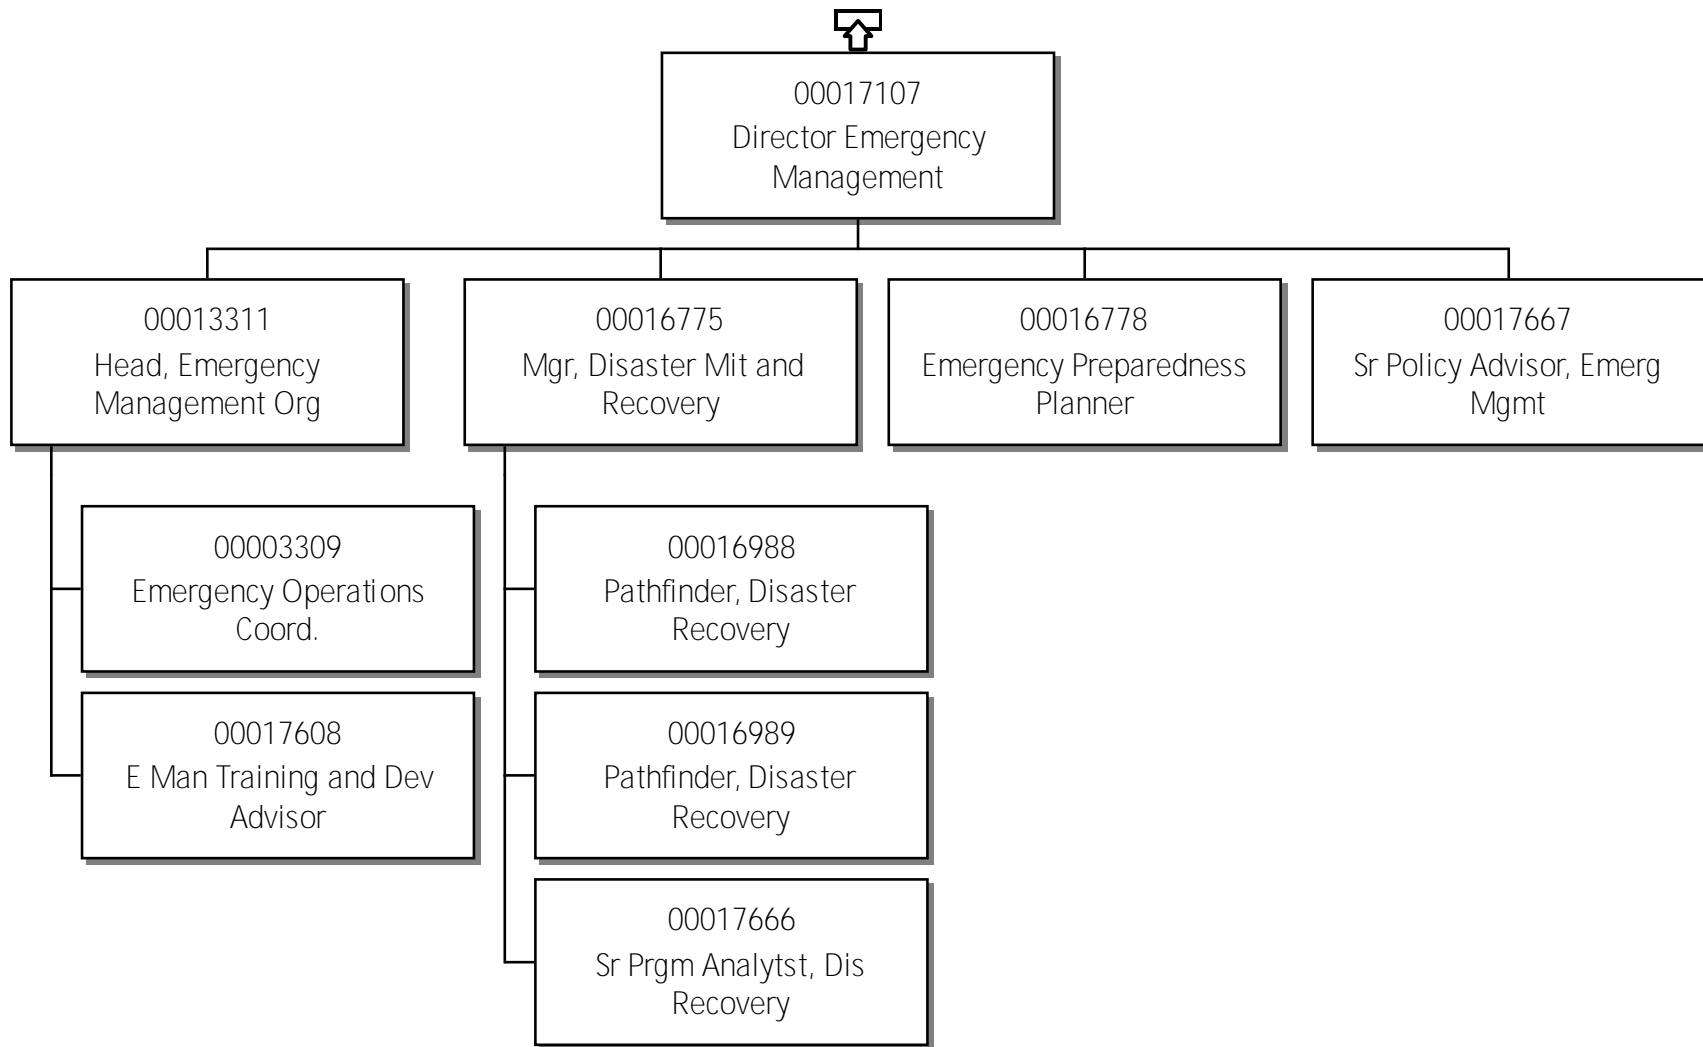 00017107
Director Emergency
Management
00013311
Head, Emergency
Management Org
00016775
Mgr, Disaster Mit and
Recovery
00016778
Emergency Preparedness
Planner
00017667
Sr Policy Advisor, Emerg
Mgmt
00003309
Emergency Operations
Coord.
00017608
E Man Training and Dev
Advisor
00016988
Pathfinder, Disaster
Recovery
00016989
Pathfinder, Disaster
Recovery
00017666
Sr Prgm Analytst, Dis
Recovery